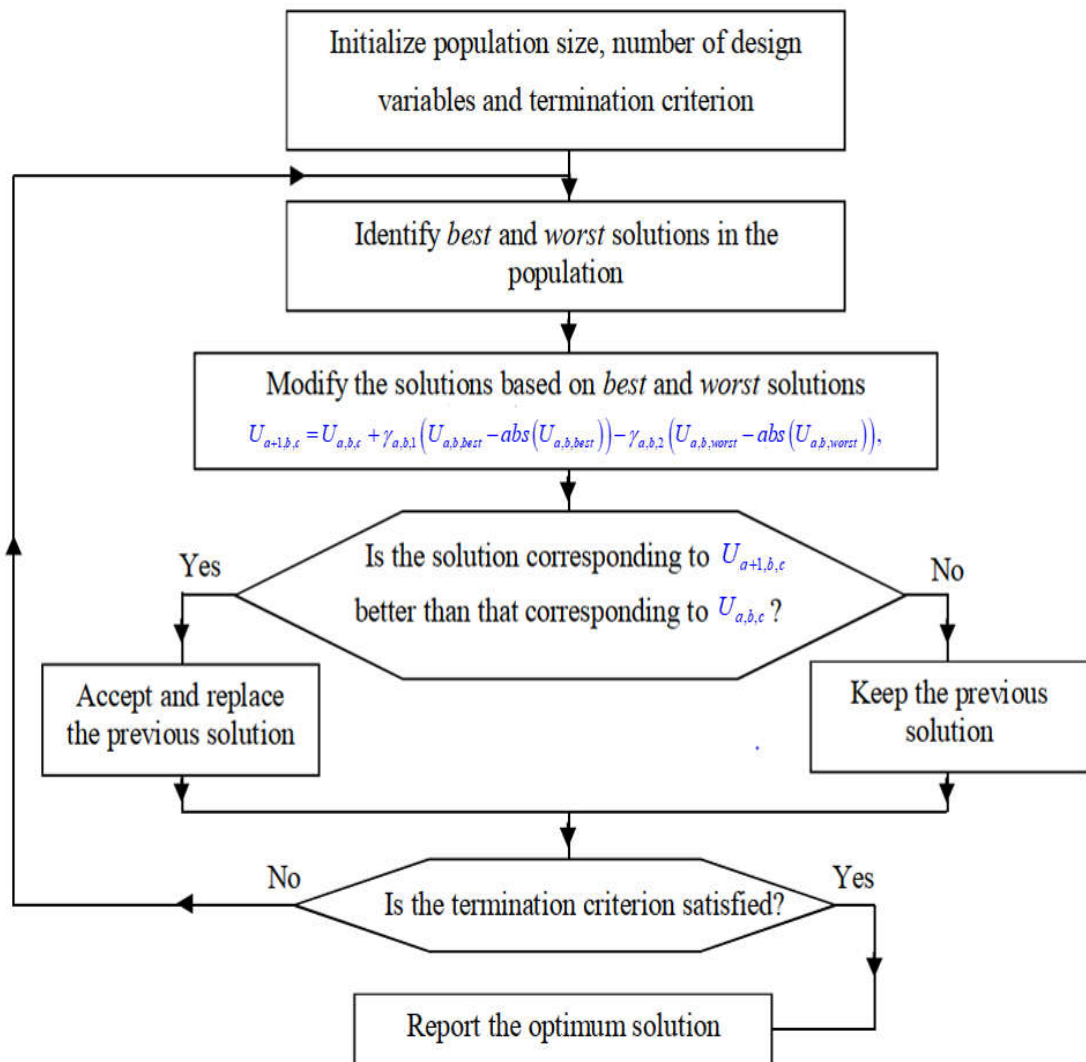 Initialize population size, number of design
variables and termination criterion
Identify best and worst solutions in the
population
Modify the solutions based on best and worst solutions
U_{a+1,b,c} = U_{a,b,c} + γ_{a,b,1} (U_{a,b,best} − abs(U_{a,b,best})) − γ_{a,b,2} (U_{a,b,worst} − abs(U_{a,b,worst})),
Is the solution corresponding to U_{a+1,b,c}
better than that corresponding to U_{a,b,c} ?
Yes
No
Accept and replace
the previous solution
Keep the previous
solution
Is the termination criterion satisfied?
No
Yes
Report the optimum solution